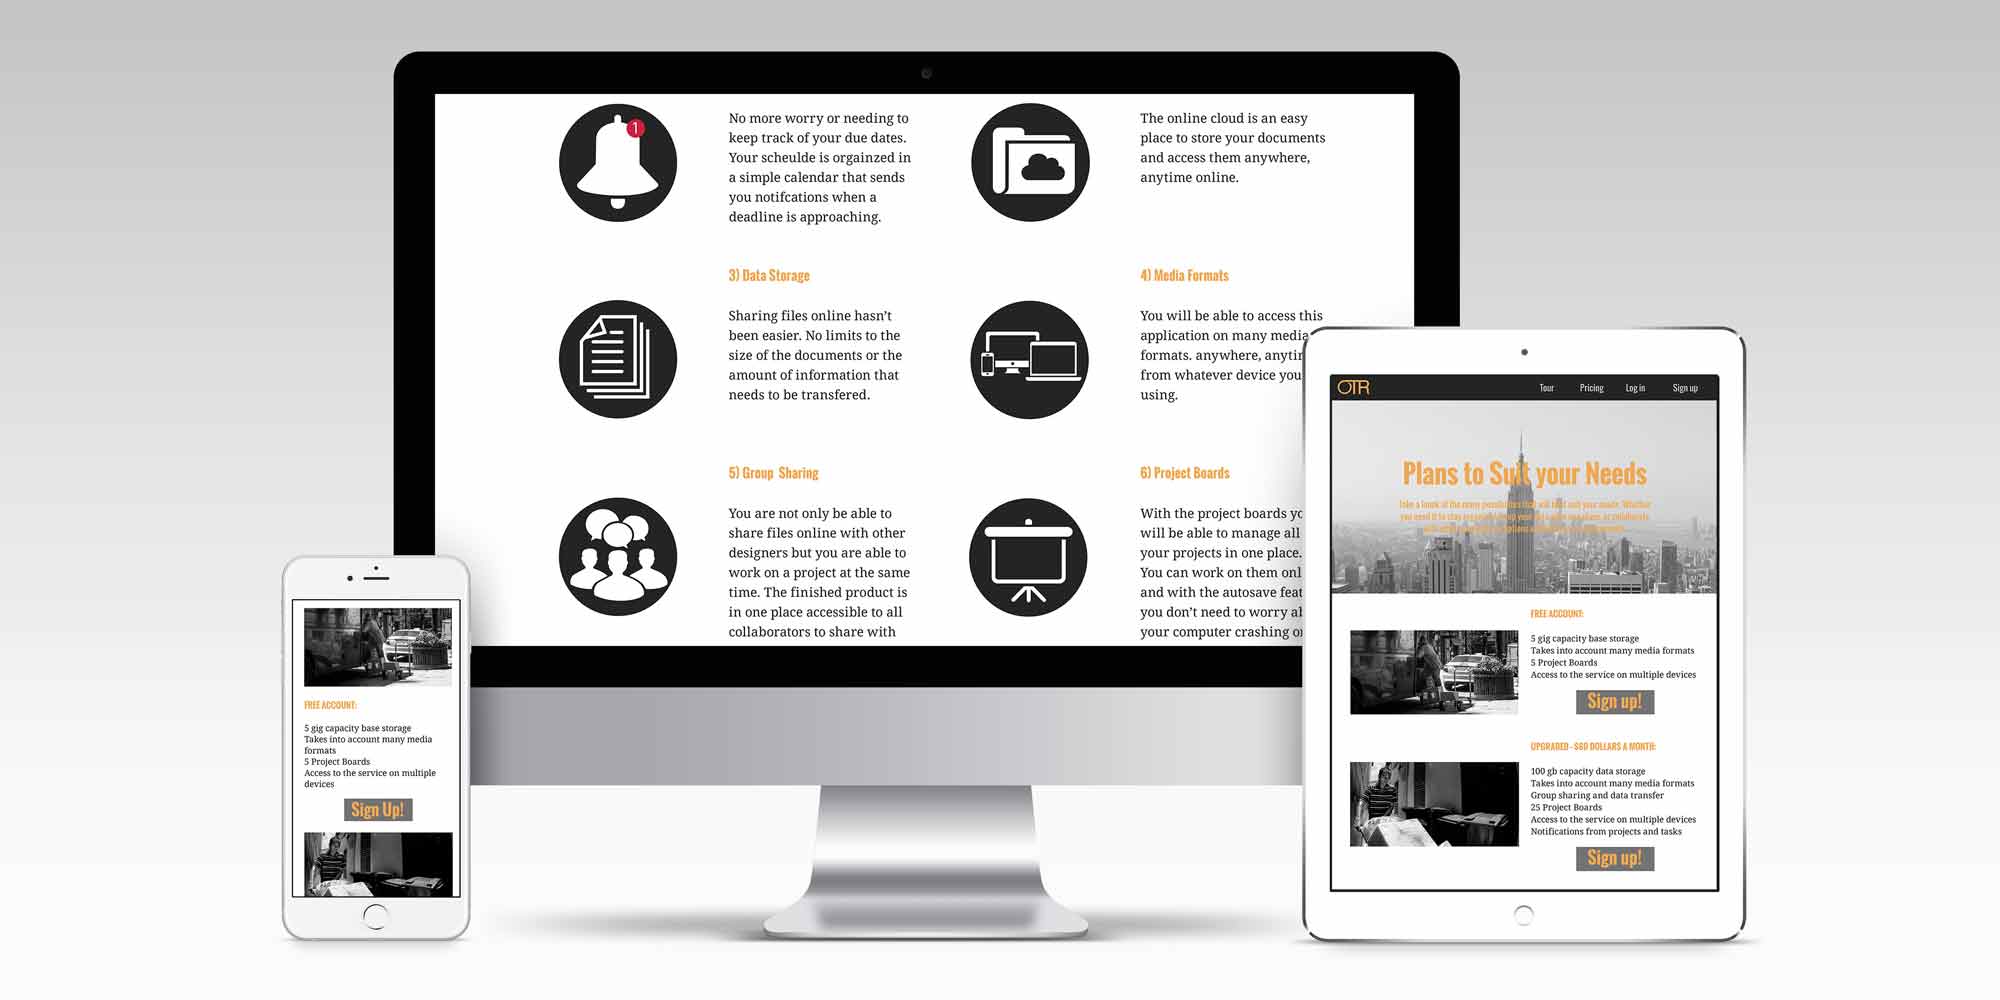 1
No more worry or needing to
keep track of your due dates.
Your scheulde is orgainzed in
a simple calendar that sends
you notifcations when a
deadline is approaching.
The online cloud is an easy
place to store your documents
and access them anywhere,
anytime online.
3) Data Storage
Sharing files online hasn't
been easier. No limits to the
size of the documents or the
amount of information that
needs to be transfered.
4) Media Formats
You will be able to access this
application on many media
formats. anywhere, anytir
from whatever device you
using.
5) Group Sharing
You are not only be able to
share files online with other
designers but you are able to
work on a project at the same
time. The finished product is
in one place accessible to all
collaborators to share with
6) Project Boards
With the project boards yo
will be able to manage all
your projects in one place.
You can work on them onl
and with the autosave feat
you don't need to worry al
your computer crashing or
FREE ACCOUNT:
5 gig capacity base storage
Takes into account many media
formats
5 Project Boards
Access to the service on multiple
devices
Sign Up!
OTR
Tour Pricing Log in Sign up
Plans to Suit your Needs
FREE ACCOUNT:
5 gig capacity base storage
Takes into account many media formats
5 Project Boards
Access to the service on multiple devices
Sign up!
UPGRADED - $60 DOLLARS A MONTH:
100 gb capacity data storage
Takes into account many media formats
Group sharing and data transfer
25 Project Boards
Access to the service on multiple devices
Notifications from projects and tasks
Sign up!